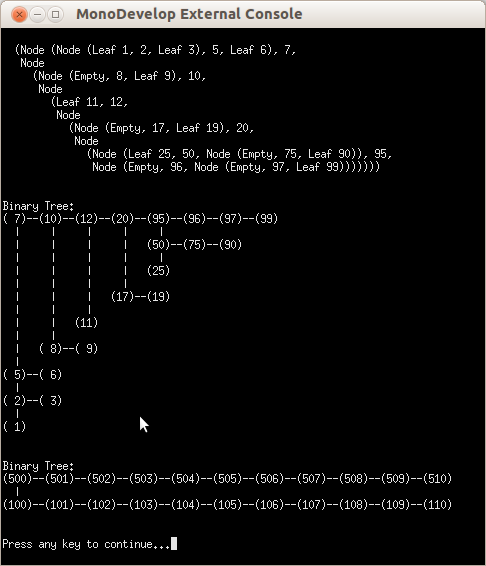 MonoDevelop External Console
(Node (Node (Leaf 1, 2, Leaf 3), 5, Leaf 6), 7,
Node
(Node (Empty, 8, Leaf 9), 10,
Node
(Leaf 11, 12,
Node
(Node (Empty, 17, Leaf 19), 20,
Node
(Node (Leaf 25, 50, Node (Empty, 75, Leaf 90)), 95,
Node (Empty, 96, Node (Empty, 97, Leaf 99)))))))
Binary Tree:
( 7)--(10)--(12)--(20)--(95)--(96)--(97)--(99)
  |     |     |     |     |
  |     |     |     |   (50)--(75)--(90)
  |     |     |     |     |
  |     |     |     |   (25)
  |     |     |     |
  |     |     |   (17)--(19)
  |     |     |
  |     |   (11)
  |     |
  |   ( 8)--( 9)
  |
( 5)--( 6)
  |
( 2)--( 3)
  |
( 1)
Binary Tree:
(500)--(501)--(502)--(503)--(504)--(505)--(506)--(507)--(508)--(509)--(510)
  |
(100)--(101)--(102)--(103)--(104)--(105)--(106)--(107)--(108)--(109)--(110)
Press any key to continue...